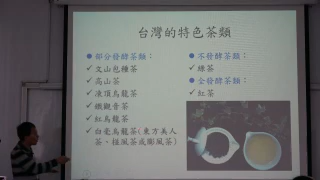 台灣的特色茶類
部分發酵茶類：
文山包種茶
高山茶
凍頂烏龍茶
鐵觀音茶
紅烏龍茶
白毫烏龍茶(東方美人
茶、椪風茶或膨風茶)
不發酵茶類：
綠茶
全發酵茶類：
紅茶